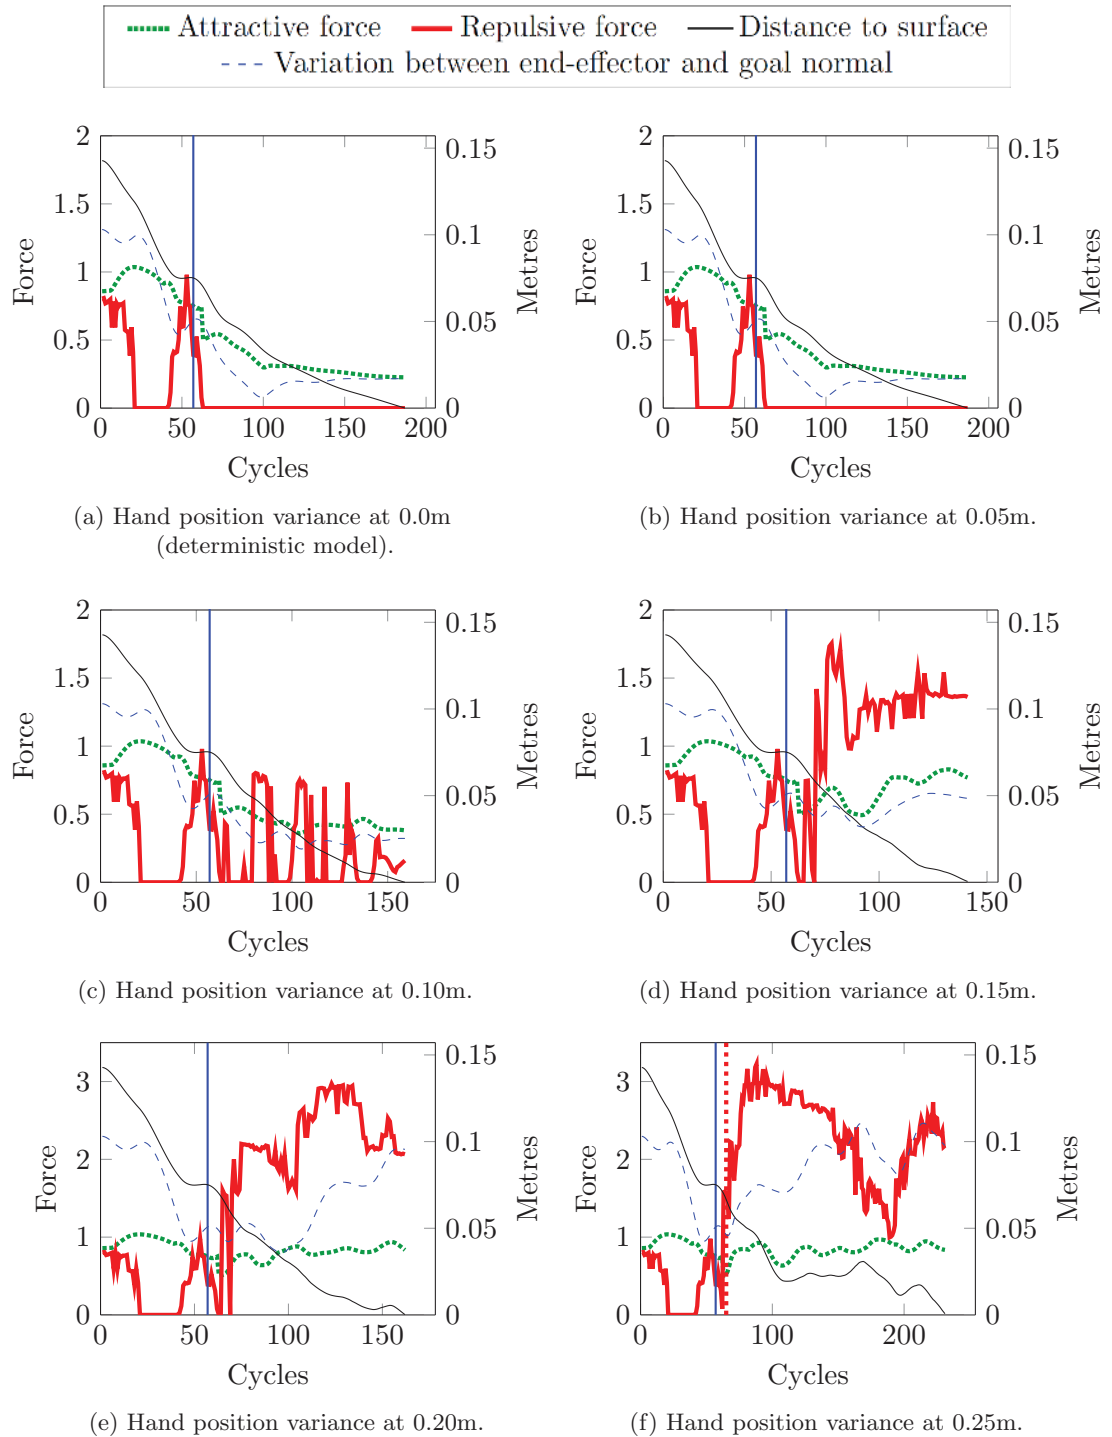 Attractive force Repulsive force Distance to surface
Variation between end-effector and goal normal
2
1.5
1
0.5
0
0.15
0.1
0.05
0
Force
Metres
0 50 100 150 200
Cycles
(a) Hand position variance at 0.0m
(deterministic model).
2
1.5
1
0.5
0
0.15
0.1
0.05
0
Force
Metres
0 50 100 150 200
Cycles
(b) Hand position variance at 0.05m.
2
1.5
1
0.5
0
0.15
0.1
0.05
0
Force
Metres
0 50 100 150
Cycles
(c) Hand position variance at 0.10m.
2
1.5
1
0.5
0
0.15
0.1
0.05
0
Force
Metres
0 50 100 150
Cycles
(d) Hand position variance at 0.15m.
3
2
1
0
0.15
0.1
0.05
0
Force
Metres
0 50 100 150
Cycles
(e) Hand position variance at 0.20m.
3
2
1
0
0.15
0.1
0.05
0
Force
Metres
0 100 200
Cycles
(f) Hand position variance at 0.25m.